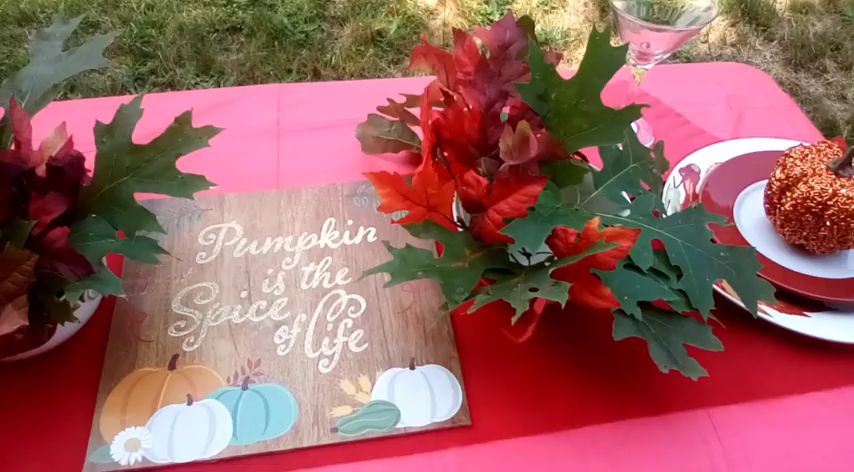 Pumpkin
is the
Spice
of life